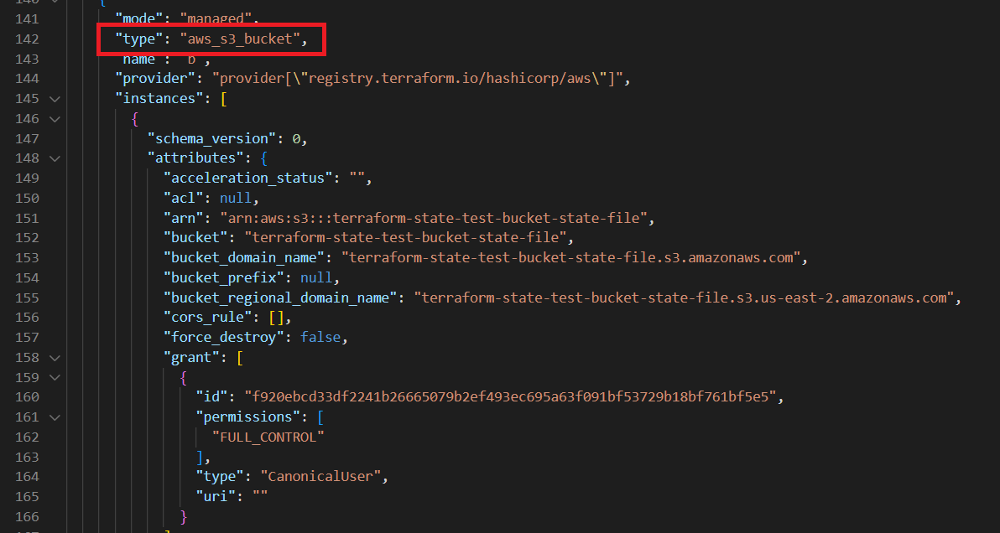 140 {
141 "mode": "managed",
142 "type": "aws_s3_bucket",
143 "name": "b",
144 "provider": "provider[\"registry.terraform.io/hashicorp/aws\"]",
145 "instances": [
146 {
147 "schema_version": 0,
148 "attributes": {
149 "acceleration_status": "",
150 "acl": null,
151 "arn": "arn:aws:s3:::terraform-state-test-bucket-state-file",
152 "bucket": "terraform-state-test-bucket-state-file",
153 "bucket_domain_name": "terraform-state-test-bucket-state-file.s3.amazonaws.com",
154 "bucket_prefix": null,
155 "bucket_regional_domain_name": "terraform-state-test-bucket-state-file.s3.us-east-2.amazonaws.com",
156 "cors_rule": [],
157 "force_destroy": false,
158 "grant": [
159 {
160 "id": "f920ebcd33df2241b26665079b2ef493ec695a63f091bf53729b18bf761bf5e5",
161 "permissions": [
162 "FULL_CONTROL"
163 ],
164 "type": "CanonicalUser",
165 "uri": ""
166 }